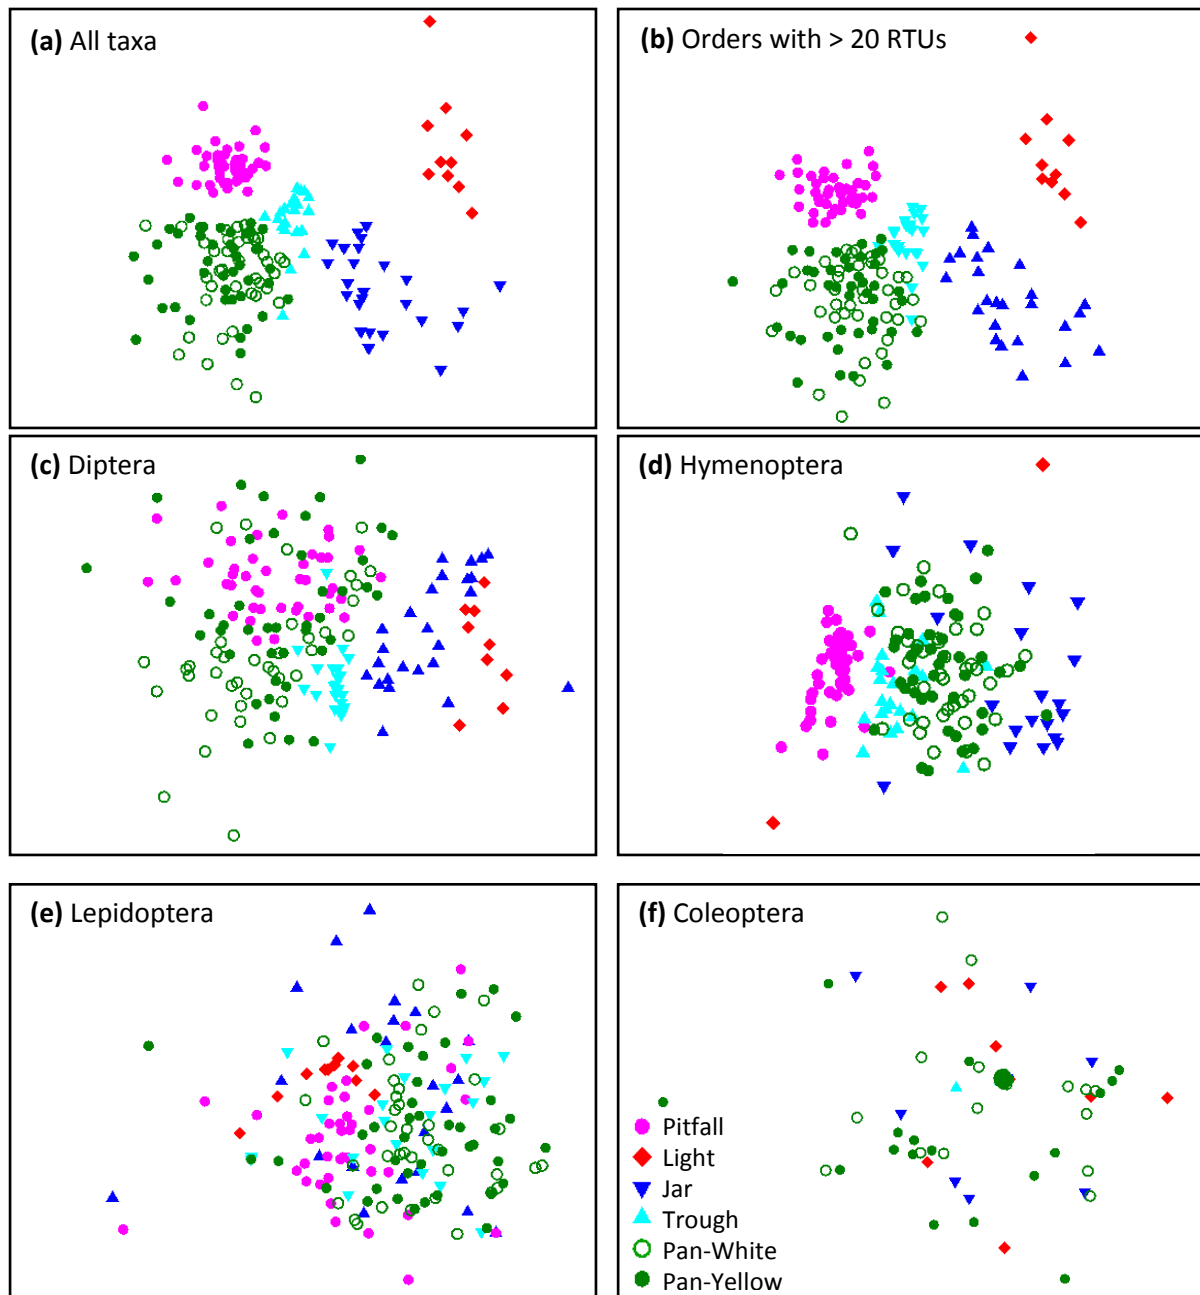 (a) All taxa
(b) Orders with > 20 RTUs
(c) Diptera
(d) Hymenoptera
(e) Lepidoptera
(f) Coleoptera
Pitfall
Light
Jar
Trough
Pan-White
Pan-Yellow